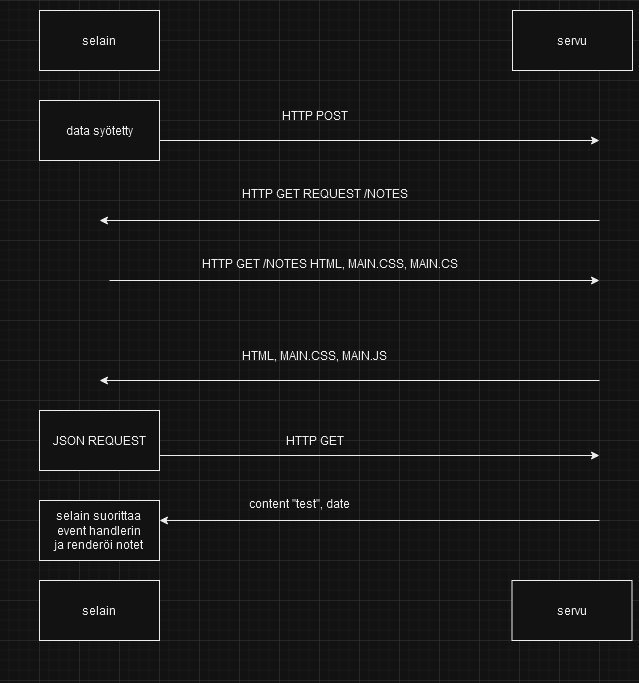 selain
servu
data syötetty
HTTP POST
HTTP GET REQUEST /NOTES
HTTP GET /NOTES HTML, MAIN.CSS, MAIN.CS
HTML, MAIN.CSS, MAIN.JS
JSON REQUEST
HTTP GET
content "test", date
selain suorittaa
event handlerin
ja renderöi notet
selain
servu